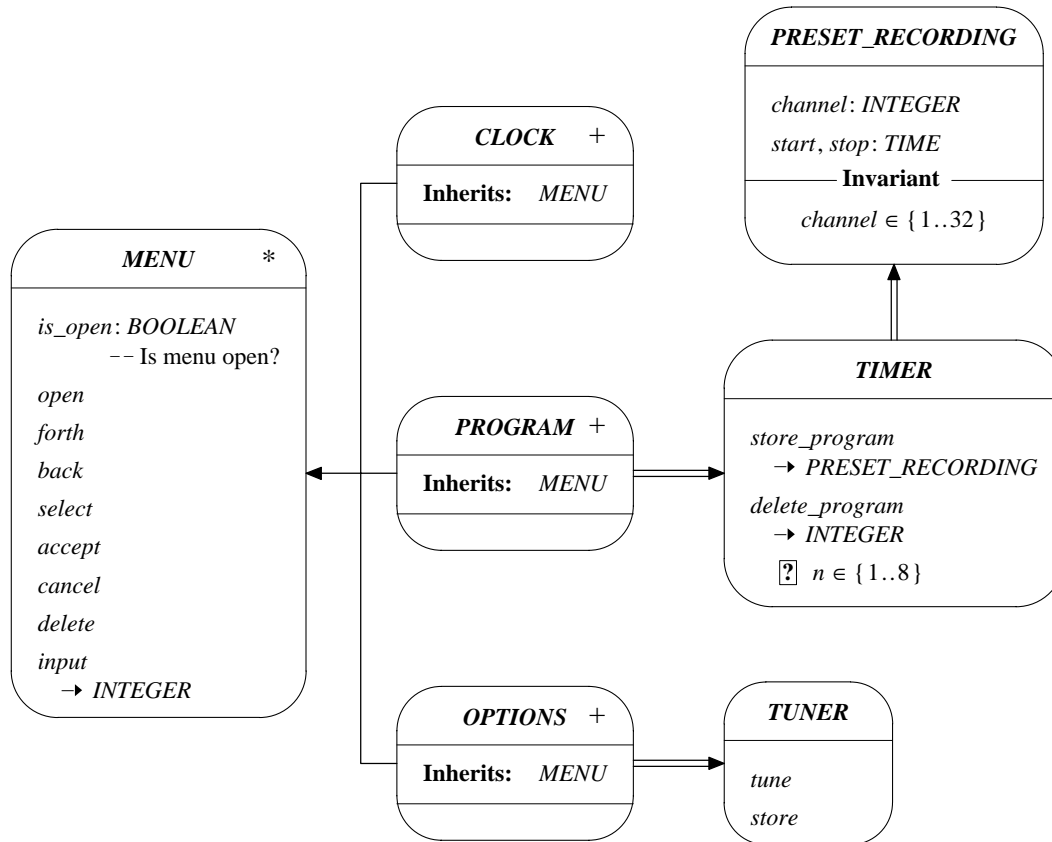 PRESET_RECORDING
channel: INTEGER
start, stop: TIME
Invariant
channel ∈ {1..32}
CLOCK +
Inherits: MENU
MENU *
is_open: BOOLEAN
-- Is menu open?
open
forth
back
select
accept
cancel
delete
input
→ INTEGER
PROGRAM +
Inherits: MENU
TIMER
store_program
→ PRESET_RECORDING
delete_program
→ INTEGER
? n ∈ {1..8}
OPTIONS +
Inherits: MENU
TUNER
tune
store